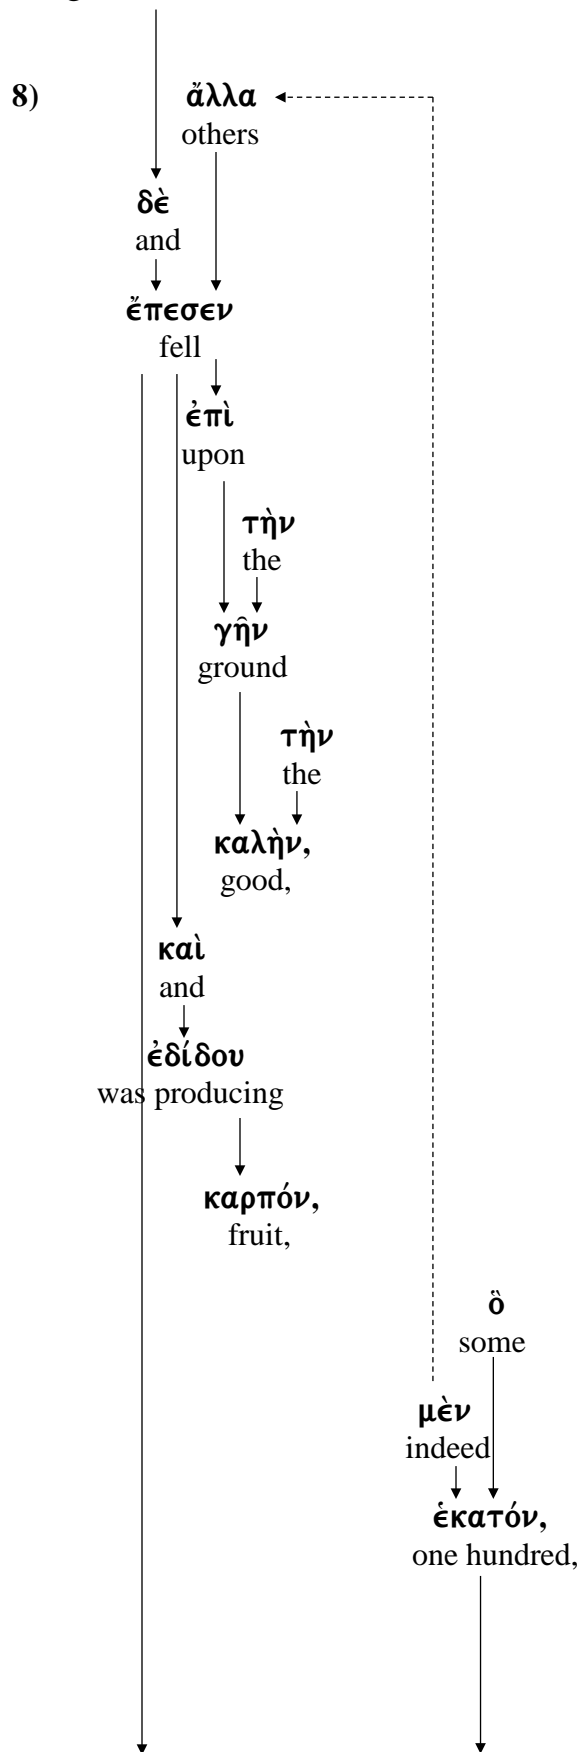 8) ἄλλα
others
δὲ
and
ἔπεσεν
fell
ἐπὶ
upon
τὴν
the
γῆν
ground
τὴν
the
καλὴν,
good,
καὶ
and
ἐδίδου
was producing
καρπόν,
fruit,
ὃ
some
μὲν
indeed
ἑκατόν,
one hundred,